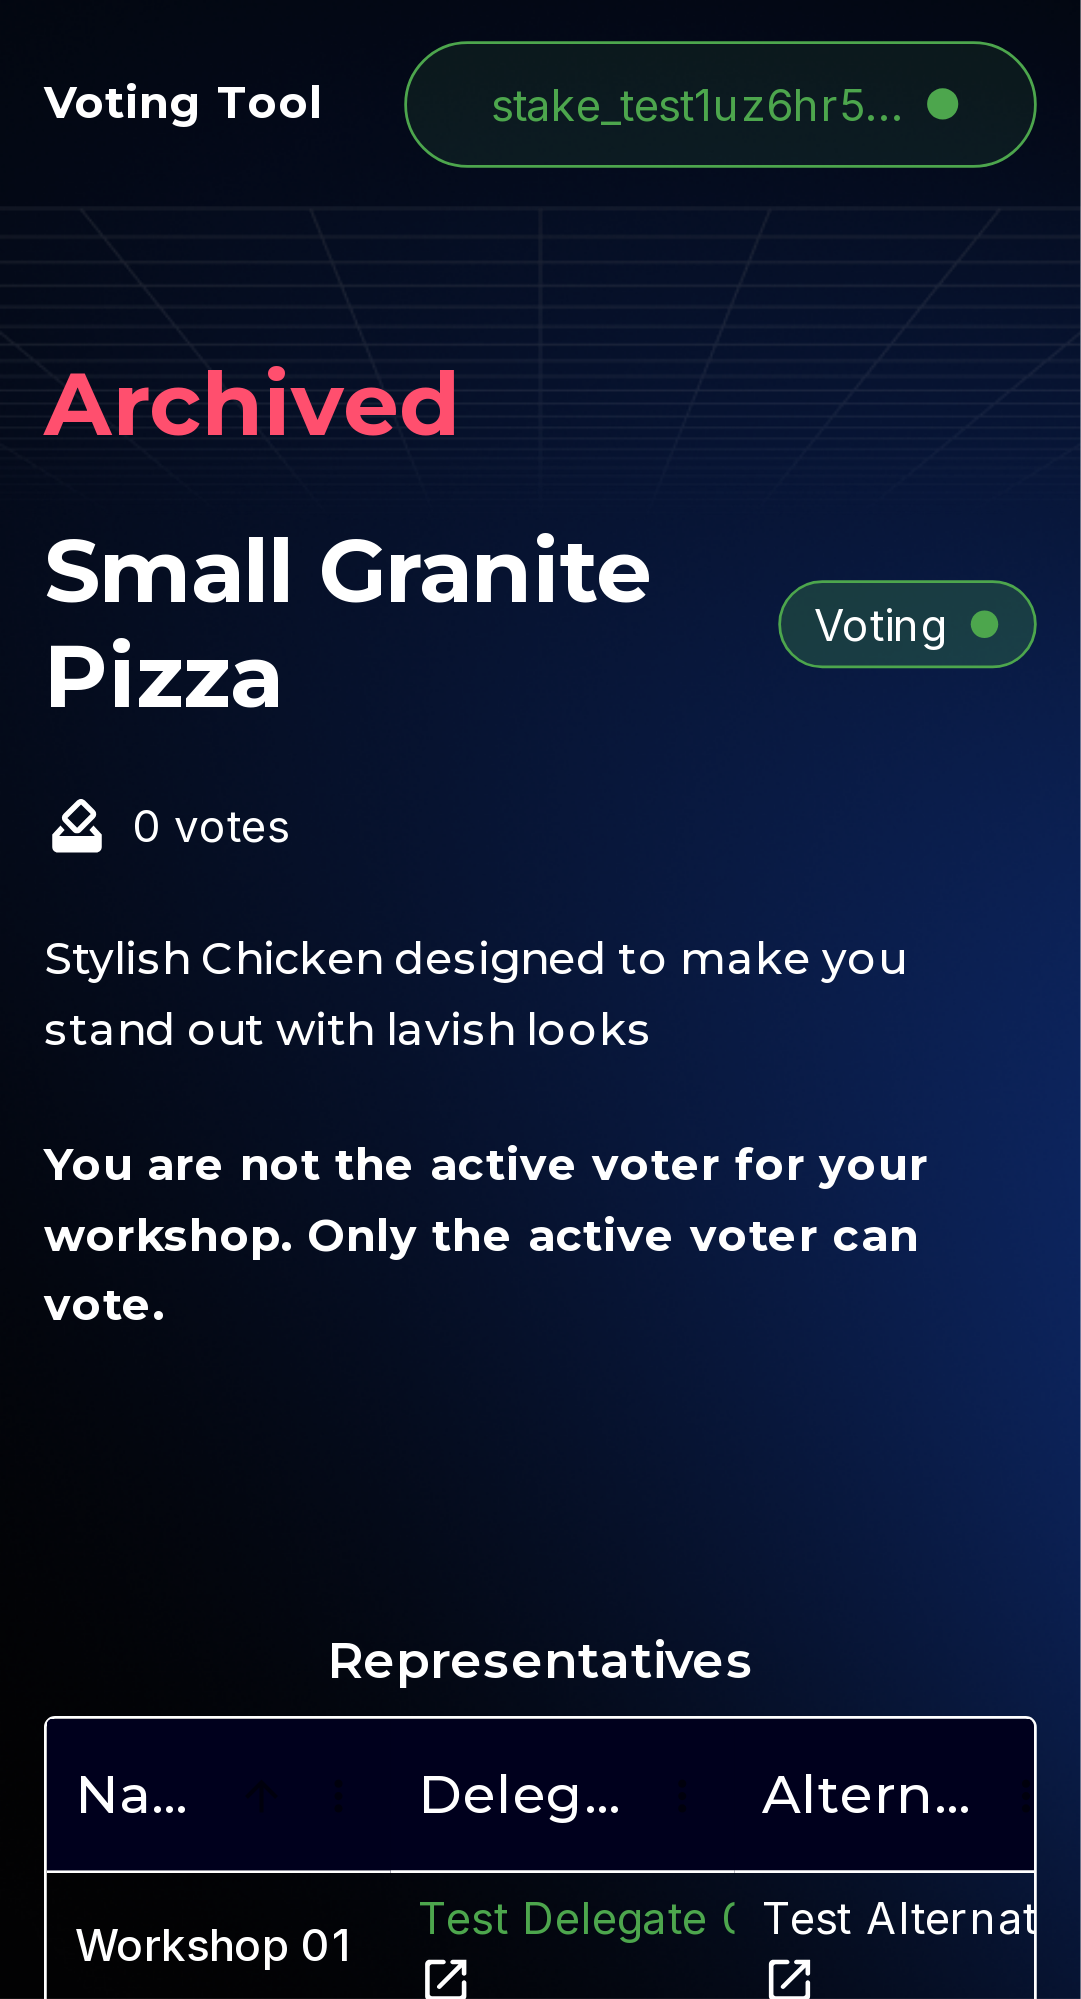 Voting Tool
stake_test1uz6hr5...
Archived
Small Granite
Pizza
Voting
0 votes
Stylish Chicken designed to make you
stand out with lavish looks
You are not the active voter for your
workshop. Only the active voter can
vote.
Representatives
Na... Deleg... Altern...
Workshop 01 Test Delegate Test Alternat